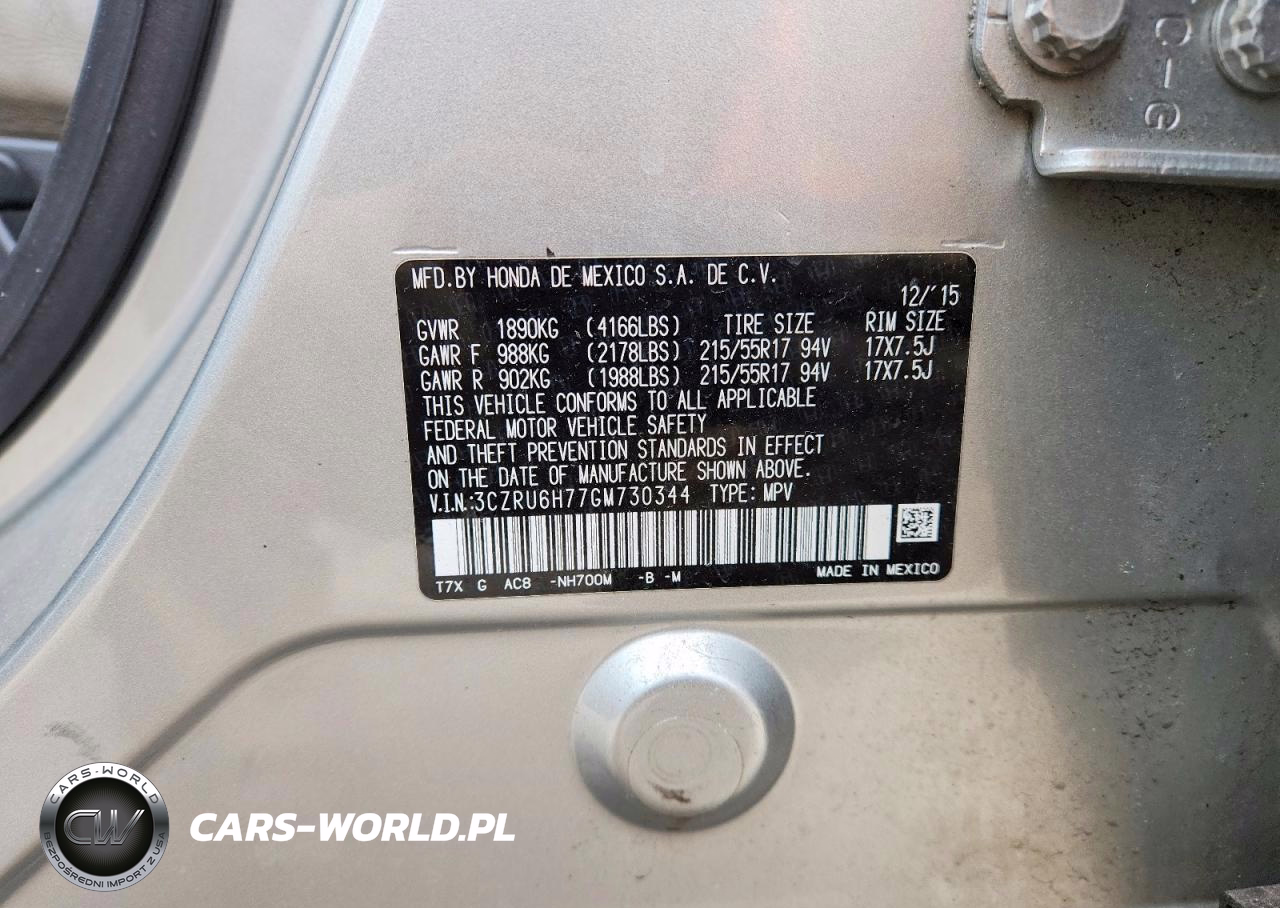 D-G
MFD.BY HONDA DE MEXICO S.A. DE C.V.
12/'15
GVWR 1890KG (4166LBS) TIRE SIZE RIM SIZE
GAWR F 988KG (2178LBS) 215/55R17 94V 17X7.5J
GAWR R 902KG (1988LBS) 215/55R17 94V 17X7.5J
THIS VEHICLE CONFORMS TO ALL APPLICABLE
FEDERAL MOTOR VEHICLE SAFETY
AND THEFT PREVENTION STANDARDS IN EFFECT
ON THE DATE OF MANUFACTURE SHOWN ABOVE.
V.I.N.:3CZRU6H77GM730344 TYPE: MPV
T7X G AC8 -NH700M -B -M MADE IN MEXICO
CARS-WORLD
CW
BEZPOŚREDNI IMPORT Z USA
CARS-WORLD.PL